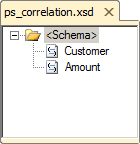 ps_correlation.xsd
<Schema>
Customer
Amount